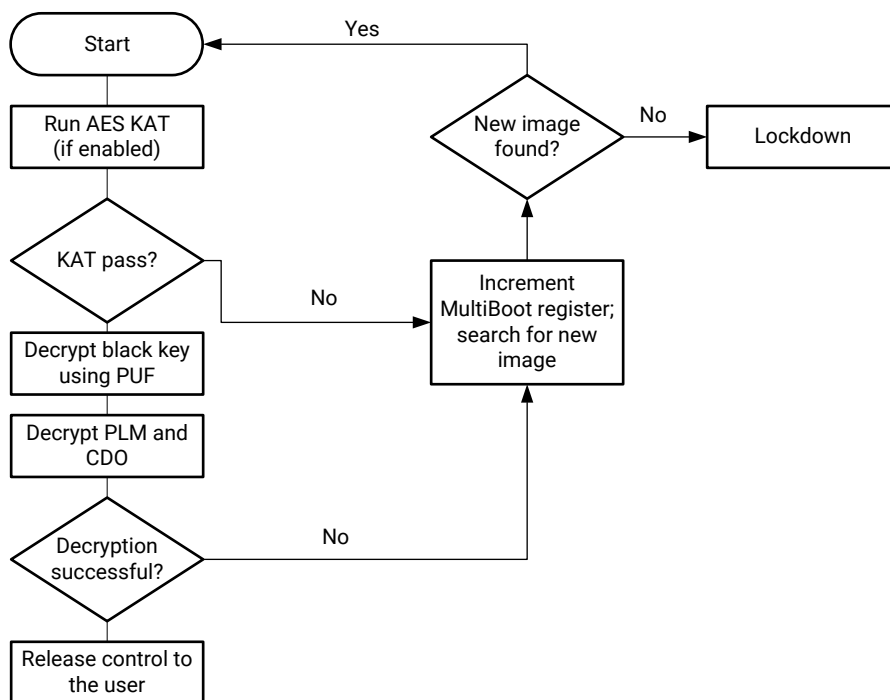 Start
Yes
Run AES KAT
(if enabled)
New image
found?
No
Lockdown
KAT pass?
No
Increment
MultiBoot register;
search for new
image
Decrypt black key
using PUF
Decrypt PLM and
CDO
Decryption
successful?
No
Release control to
the user